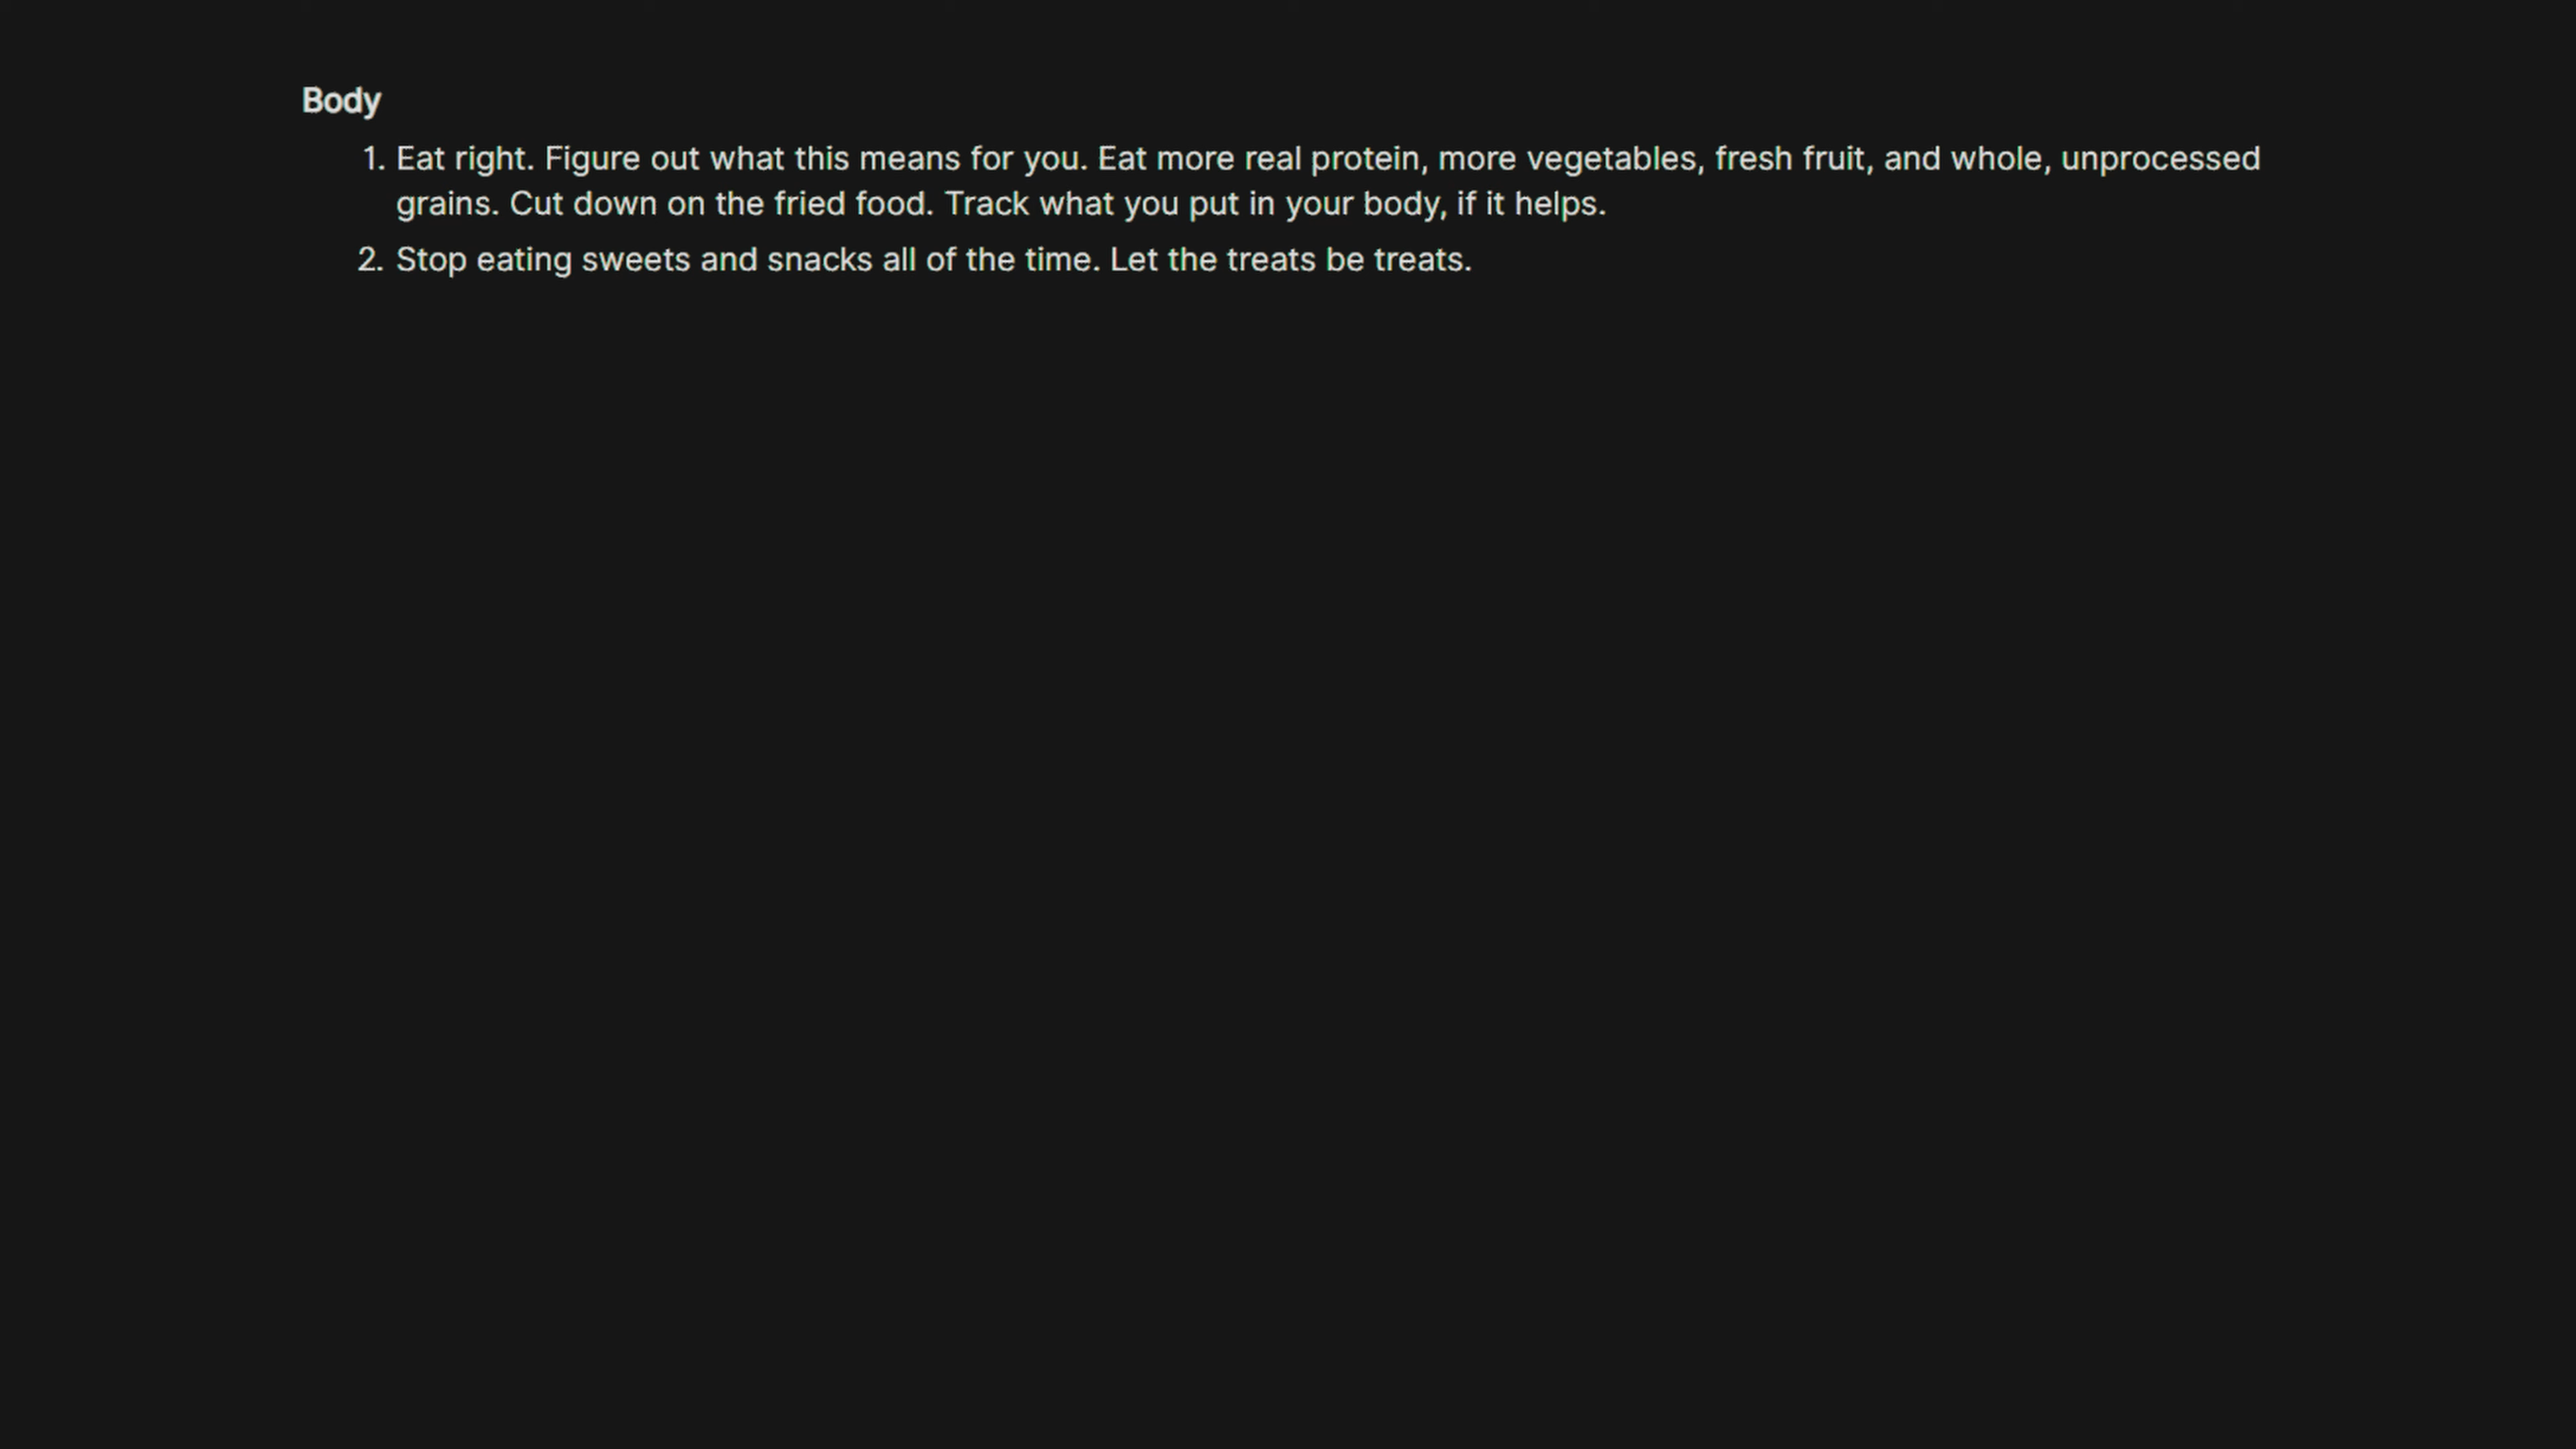 Body
1. Eat right. Figure out what this means for you. Eat more real protein, more vegetables, fresh fruit, and whole, unprocessed
grains. Cut down on the fried food. Track what you put in your body, if it helps.
2. Stop eating sweets and snacks all of the time. Let the treats be treats.